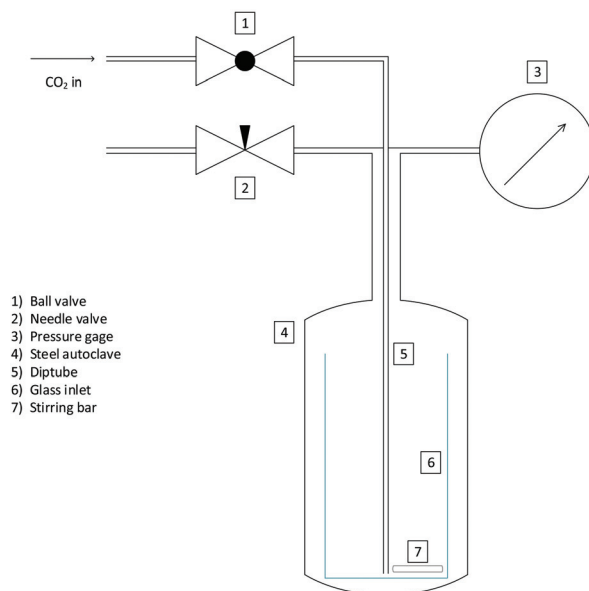 1
CO₂ in
3
2
1) Ball valve
2) Needle valve
3) Pressure gage
4) Steel autoclave
5) Diptube
6) Glass inlet
7) Stirring bar
4
5
6
7